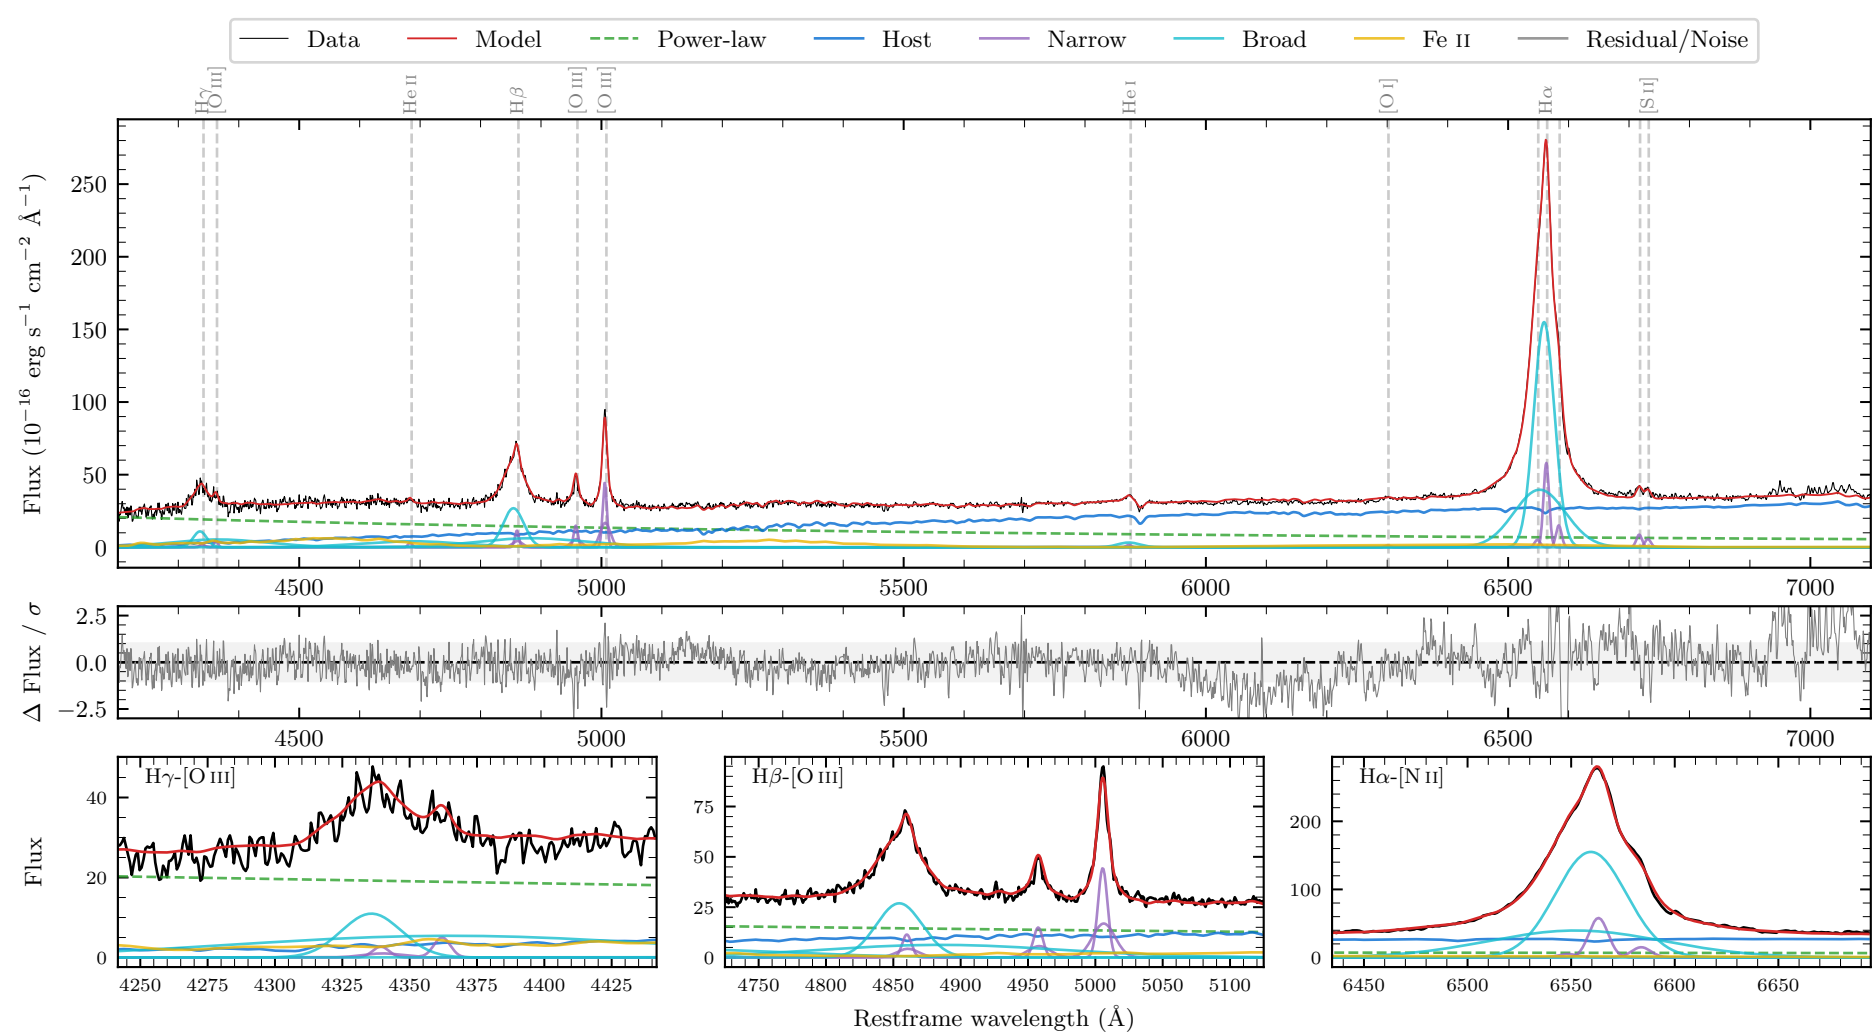 Data Model Power-law Host Narrow Broad Fe II Residual/Noise
Hγ [O III] He II Hβ [O III] [O III] He I [O I] Hα [S II]
Flux (10⁻¹⁶ erg s⁻¹ cm⁻² Å⁻¹)
250
200
150
100
50
0
4500 5000 5500 6000 6500 7000
Δ Flux / σ
2.5
0.0
−2.5
4500 5000 5500 6000 6500 7000
Flux
Hγ-[O III]
40
20
0
4250 4275 4300 4325 4350 4375 4400 4425
Hβ-[O III]
75
50
25
0
4750 4800 4850 4900 4950 5000 5050 5100
Hα-[N II]
200
100
0
6450 6500 6550 6600 6650
Restframe wavelength (Å)